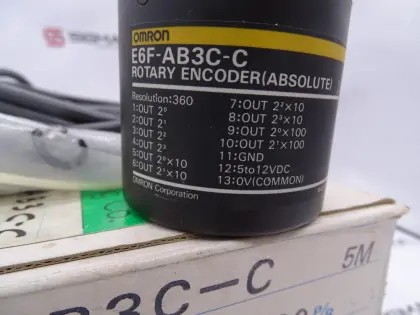 OMRON
E6F-AB3C-C
ROTARY ENCODER(ABSOLUTE)
Resolution:360
1:OUT 2⁰
2:OUT 2¹
3:OUT 2²
4:OUT 2³
5:OUT 2⁰×10
6:OUT 2¹×10
OMRON Corporation
7:OUT 2²×10
8:OUT 2³×10
9:OUT 2⁰×100
10:OUT 2¹×100
11:GND
12:5to12VDC
13:0V(COMMON)
5M
B3C-C